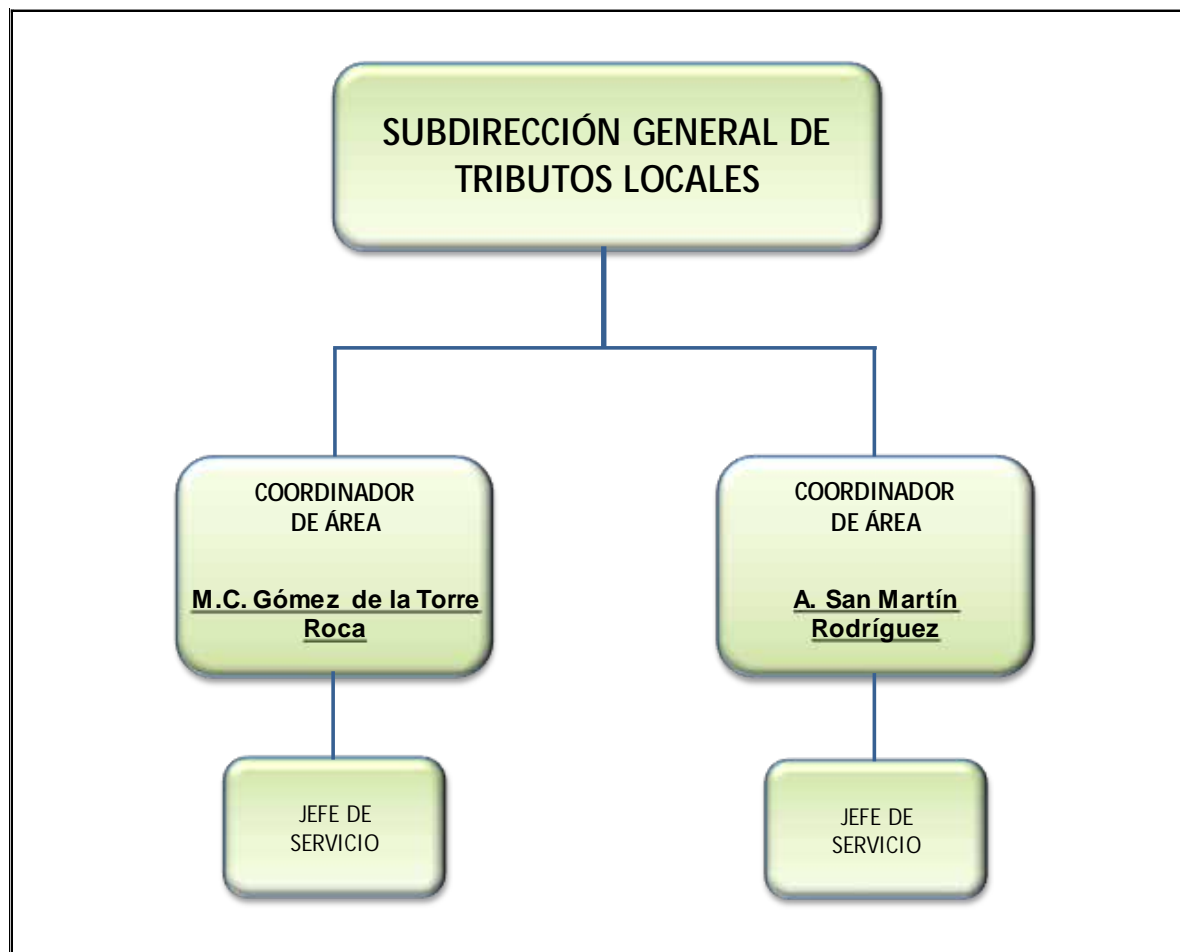 SUBDIRECCIÓN GENERAL DE
TRIBUTOS LOCALES
COORDINADOR
DE ÁREA
M.C. Gómez de la Torre
Roca
COORDINADOR
DE ÁREA
A. San Martín
Rodríguez
JEFE DE
SERVICIO
JEFE DE
SERVICIO